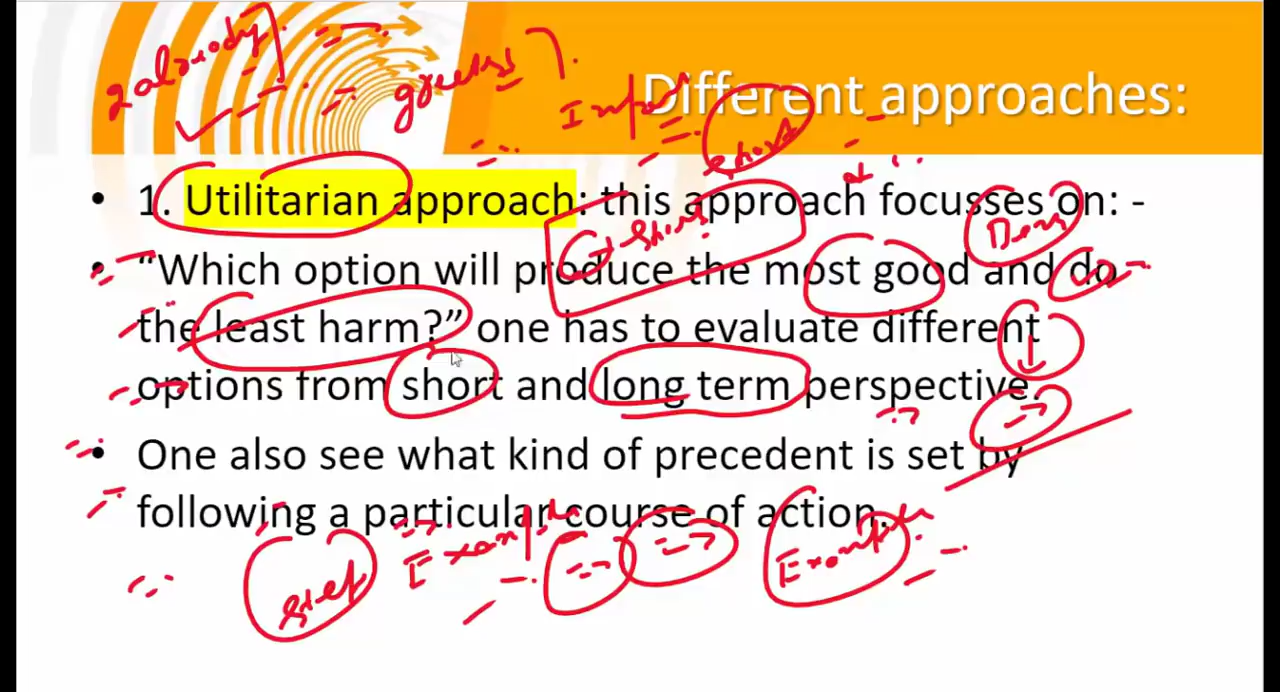 Different approaches:
• 1. Utilitarian approach: this approach focusses on: -
• “Which option will produce the most good and do
the least harm?” one has to evaluate different
options from short and long term perspective.
• One also see what kind of precedent is set by
following a particular course of action.